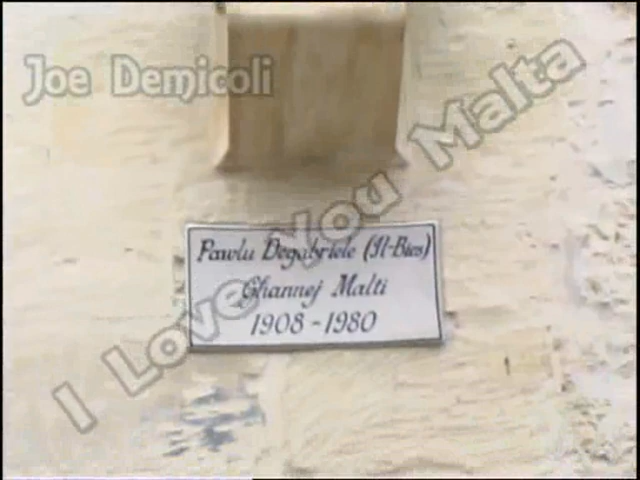 Joe Demicoli
I Love You Malta
Pawlu Degabriele (Il-Bies)
Għannej Malti
1908 - 1980